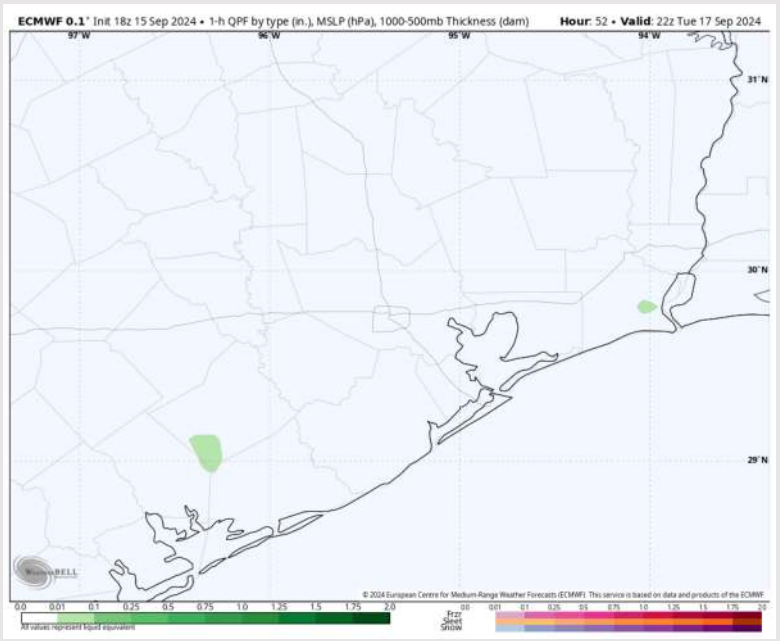 ECMWF 0.1° Init 18z 15 Sep 2024 • 1-h QPF by type (in.), MSLP (hPa), 1000-500mb Thickness (dam) Hour: 52 • Valid: 22z Tue 17 Sep 2024
97°W 96°W 95°W 94°W
31°N
30°N
29°N
WeatherBELL
© 2024 European Centre for Medium-Range Weather Forecasts (ECMWF). This service is based on data and products of the ECMWF
0.0 0.01 0.1 0.25 0.5 0.75 1.0 1.25 1.5 1.75 2.0
All values represent liquid equivalent
0.0 0.01 0.1 0.25 0.5 0.75 1.0 1.25 1.5 1.75 2.0
Frzr
Sleet
Snow